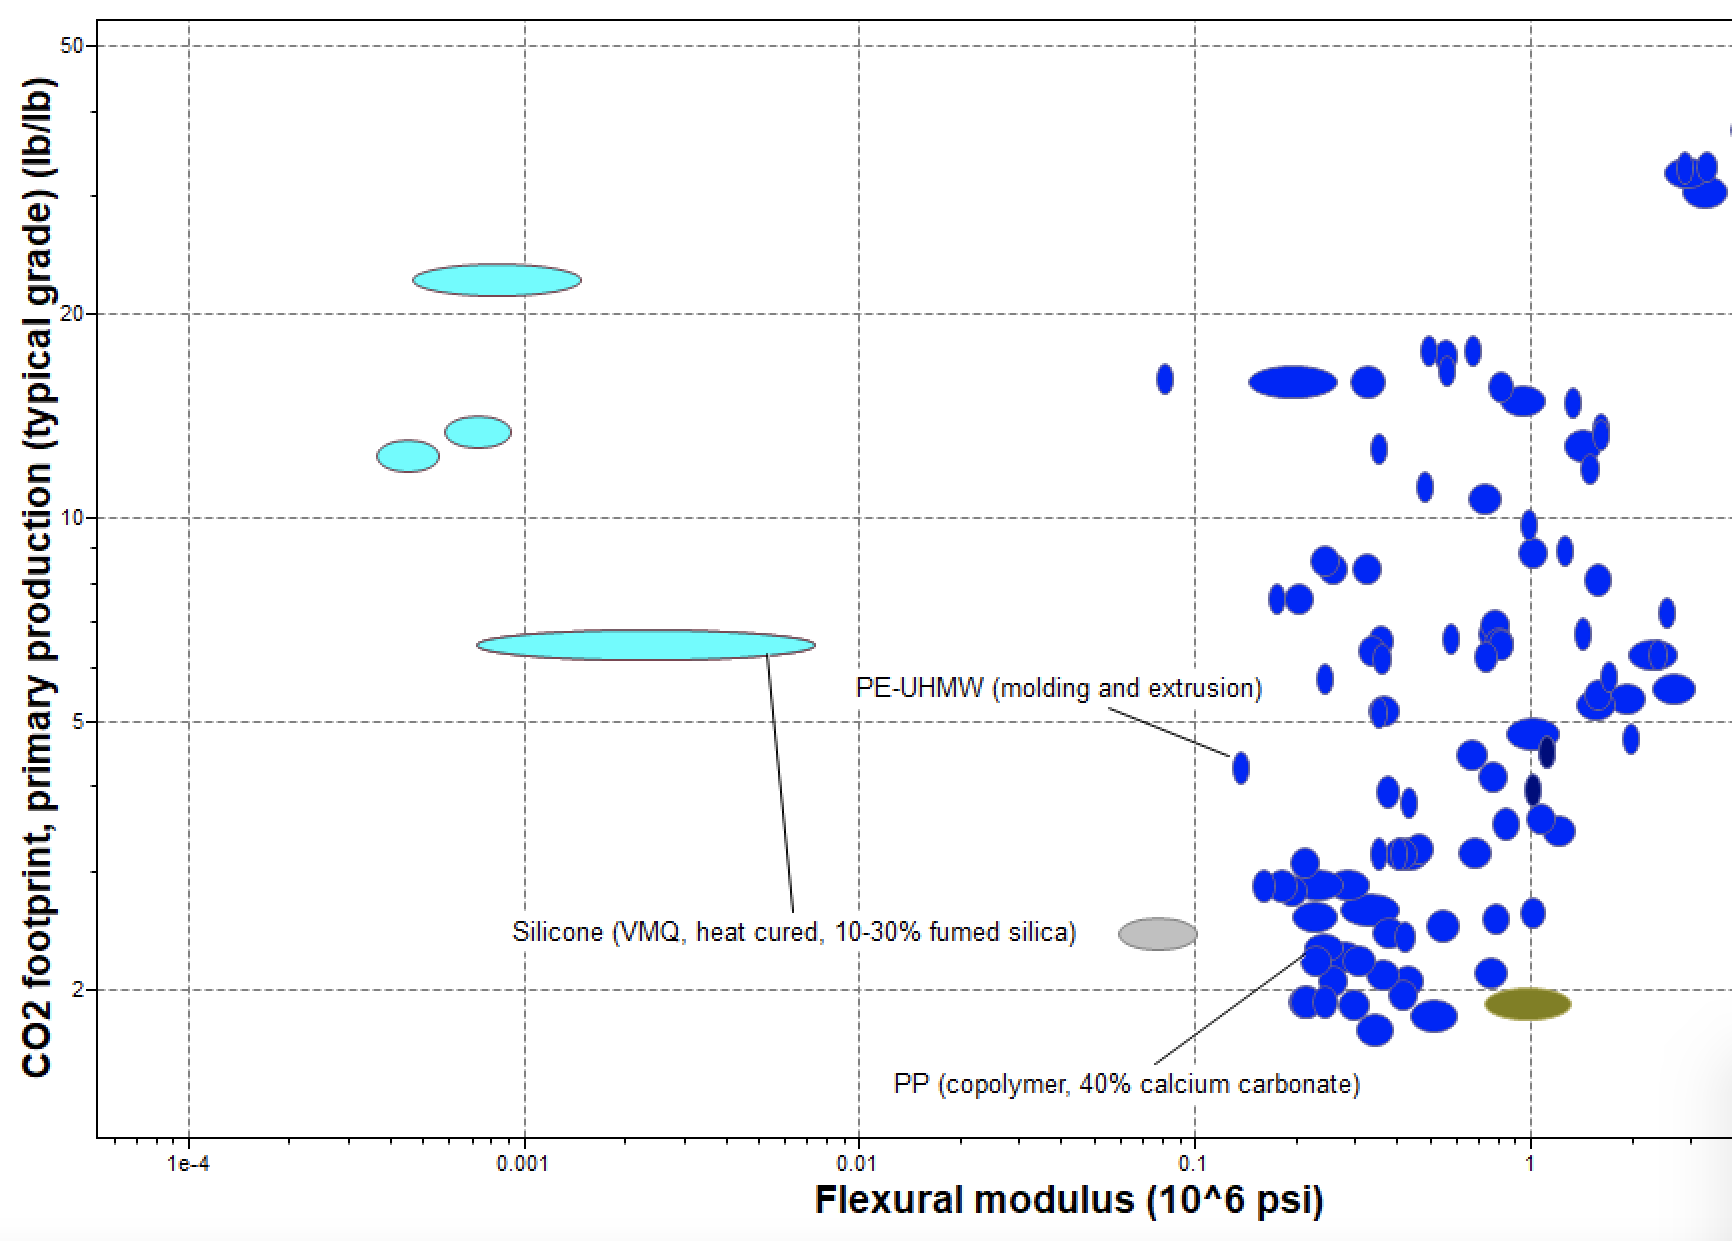 CO2 footprint, primary production (typical grade) (lb/lb)
50
20
10
5
2
PE-UHMW (molding and extrusion)
Silicone (VMQ, heat cured, 10-30% fumed silica)
PP (copolymer, 40% calcium carbonate)
1e-4
0.001
0.01
0.1
1
Flexural modulus (10^6 psi)